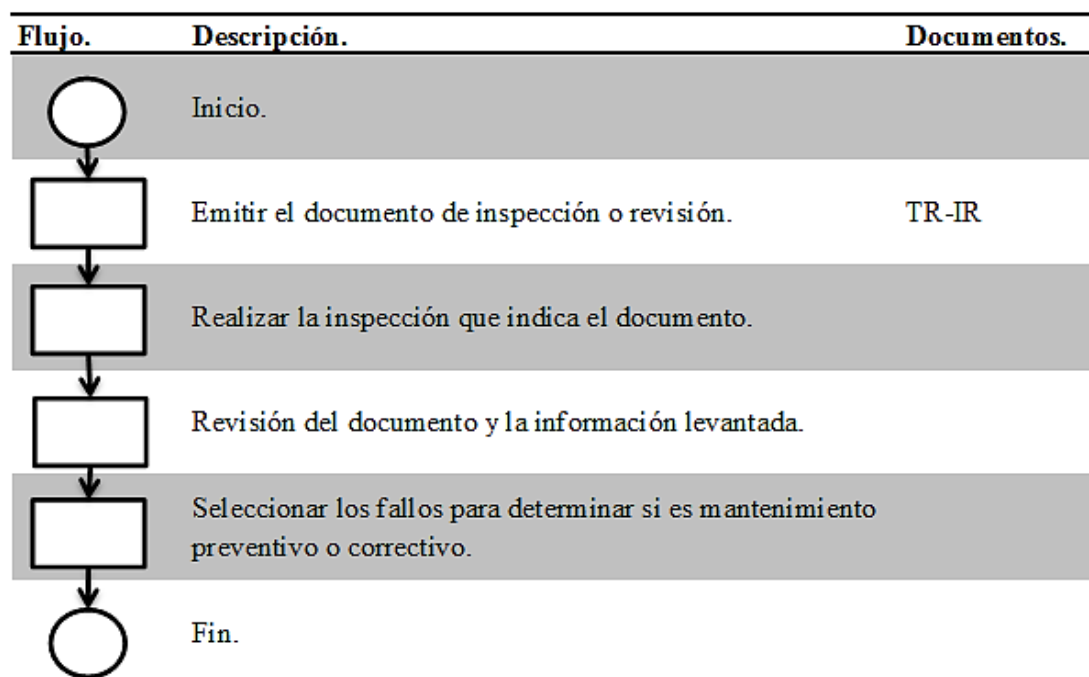 Flujo. Descripción. Documentos.
Inicio.
Emitir el documento de inspección o revisión. TR-IR
Realizar la inspección que indica el documento.
Revisión del documento y la información levantada.
Seleccionar los fallos para determinar si es mantenimiento
preventivo o correctivo.
Fin.